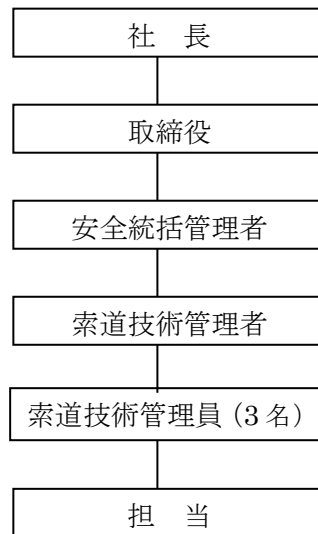 社　長
取締役
安全統括管理者
索道技術管理者
索道技術管理員（3 名）
担　当